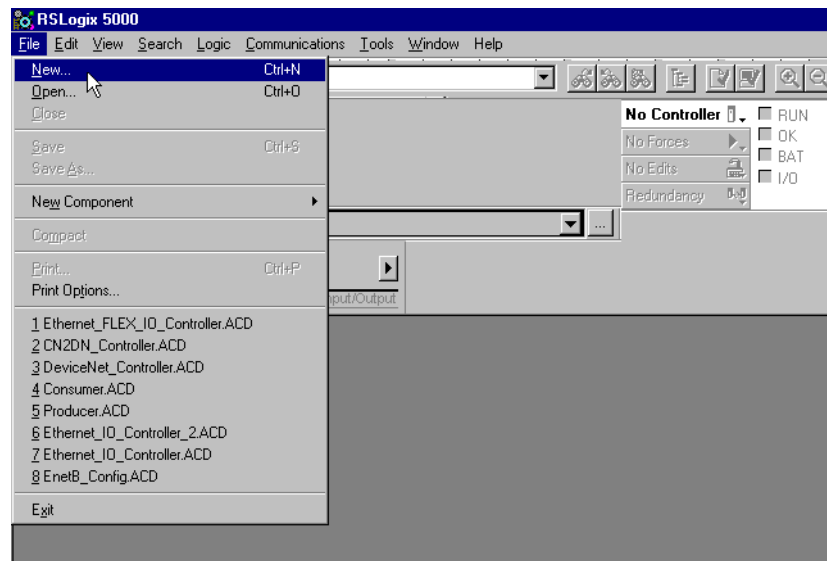 RSLogix 5000
File Edit View Search Logic Communications Tools Window Help
New... Ctrl+N
Open... Ctrl+O
Close
Save Ctrl+S
Save As...
New Component
Compact
Print... Ctrl+P
Print Options...
1 Ethernet_FLEX_IO_Controller.ACD
2 CN2DN_Controller.ACD
3 DeviceNet_Controller.ACD
4 Consumer.ACD
5 Producer.ACD
6 Ethernet_IO_Controller_2.ACD
7 Ethernet_IO_Controller.ACD
8 EnetB_Config.ACD
Exit
No Controller
No Forces
No Edits
Redundancy
RUN
OK
BAT
I/O
...
/Output